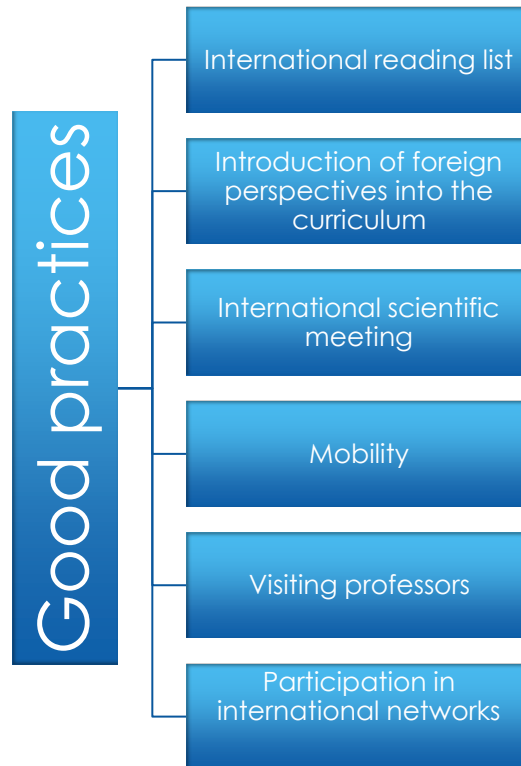 Good practices
International reading list
Introduction of foreign
perspectives into the
curriculum
International scientific
meeting
Mobility
Visiting professors
Participation in
international networks